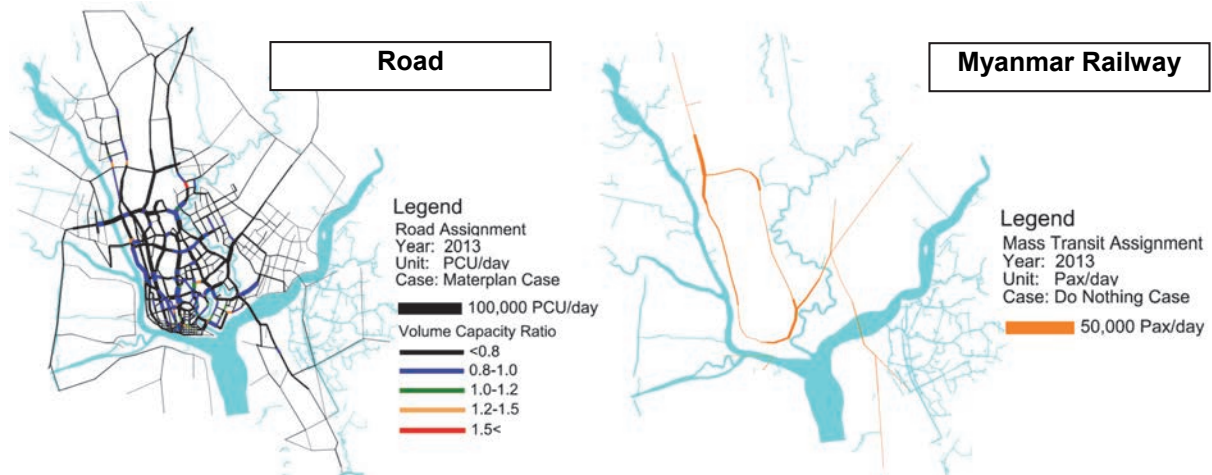 Road
Legend
Road Assignment
Year: 2013
Unit: PCU/day
Case: Materplan Case
100,000 PCU/day
Volume Capacity Ratio
<0.8
0.8-1.0
1.0-1.2
1.2-1.5
1.5<
Myanmar Railway
Legend
Mass Transit Assignment
Year: 2013
Unit: Pax/day
Case: Do Nothing Case
50,000 Pax/day